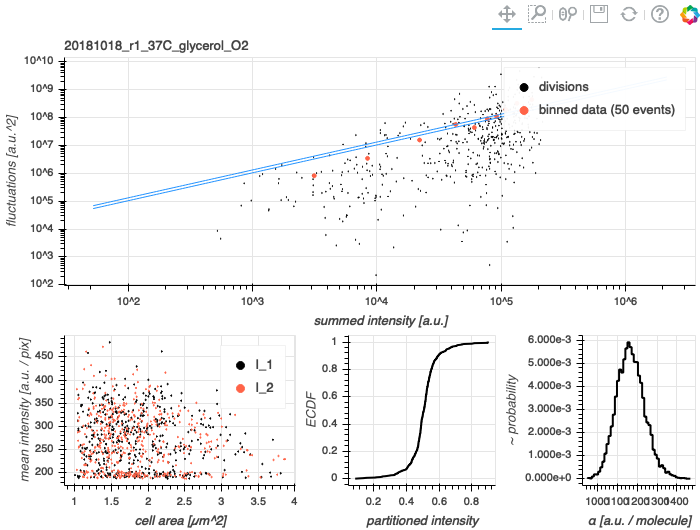 20181018_r1_37C_glycerol_O2
10^10
10^9
10^8
10^7
10^6
10^5
10^4
10^3
10^2
fluctuations [a.u.^2]
divisions
binned data (50 events)
10^2 10^3 10^4 10^5 10^6
summed intensity [a.u.]
450
400
350
300
250
200
mean intensity [a.u. / pix]
I_1
I_2
1 1.5 2 2.5 3 3.5 4
cell area [µm^2]
1
0.8
0.6
0.4
0.2
0
ECDF
0.2 0.4 0.6 0.8
partitioned intensity
6.000e-3
5.000e-3
4.000e-3
3.000e-3
2.000e-3
1.000e-3
0.000e+0
~ probability
1000 1100 1200 1300 1400
α [a.u. / molecule]